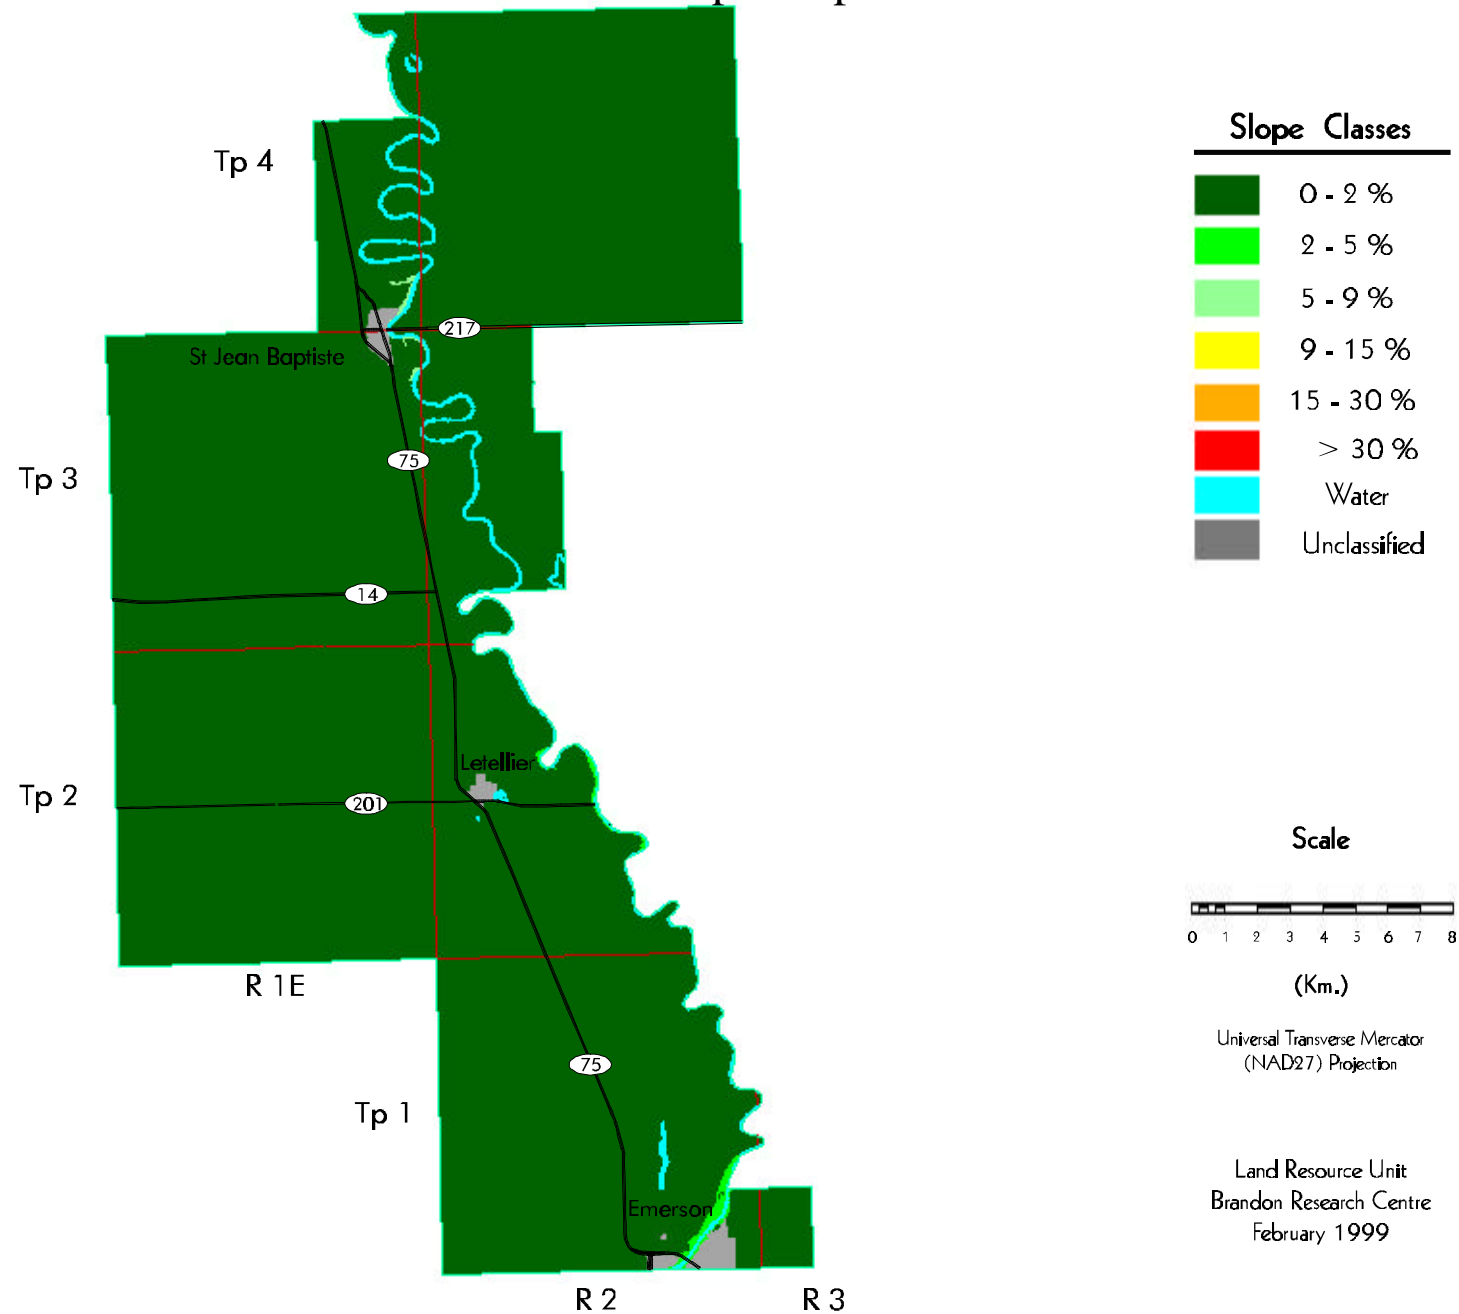 Tp 4
217
St Jean Baptiste
75
Tp 3
14
Letellier
Tp 2
201
R 1E
75
Tp 1
Emerson
R 2
R 3
Slope Classes
0 - 2 %
2 - 5 %
5 - 9 %
9 - 15 %
15 - 30 %
> 30 %
Water
Unclassified
Scale
0 1 2 3 4 5 6 7 8
(Km.)
Universal Transverse Mercator
(NAD27) Projection
Land Resource Unit
Brandon Research Centre
February 1999